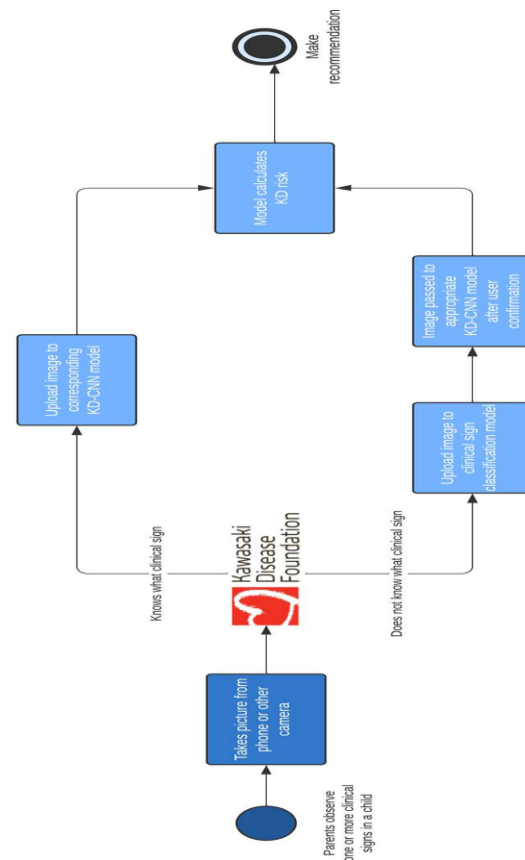 Parents observe
one or more clinical
signs in a child
Takes picture from
phone or other
camera
Kawasaki
Disease
Foundation
Knows what clinical sign
Upload image to
corresponding
KD-CNN model
Does not know what clinical sign
Upload image to
clinical sign
classification model
Image passed to
appropriate
KD-CNN model
after user
confirmation
Model calculates
KD risk
Make
recommendation